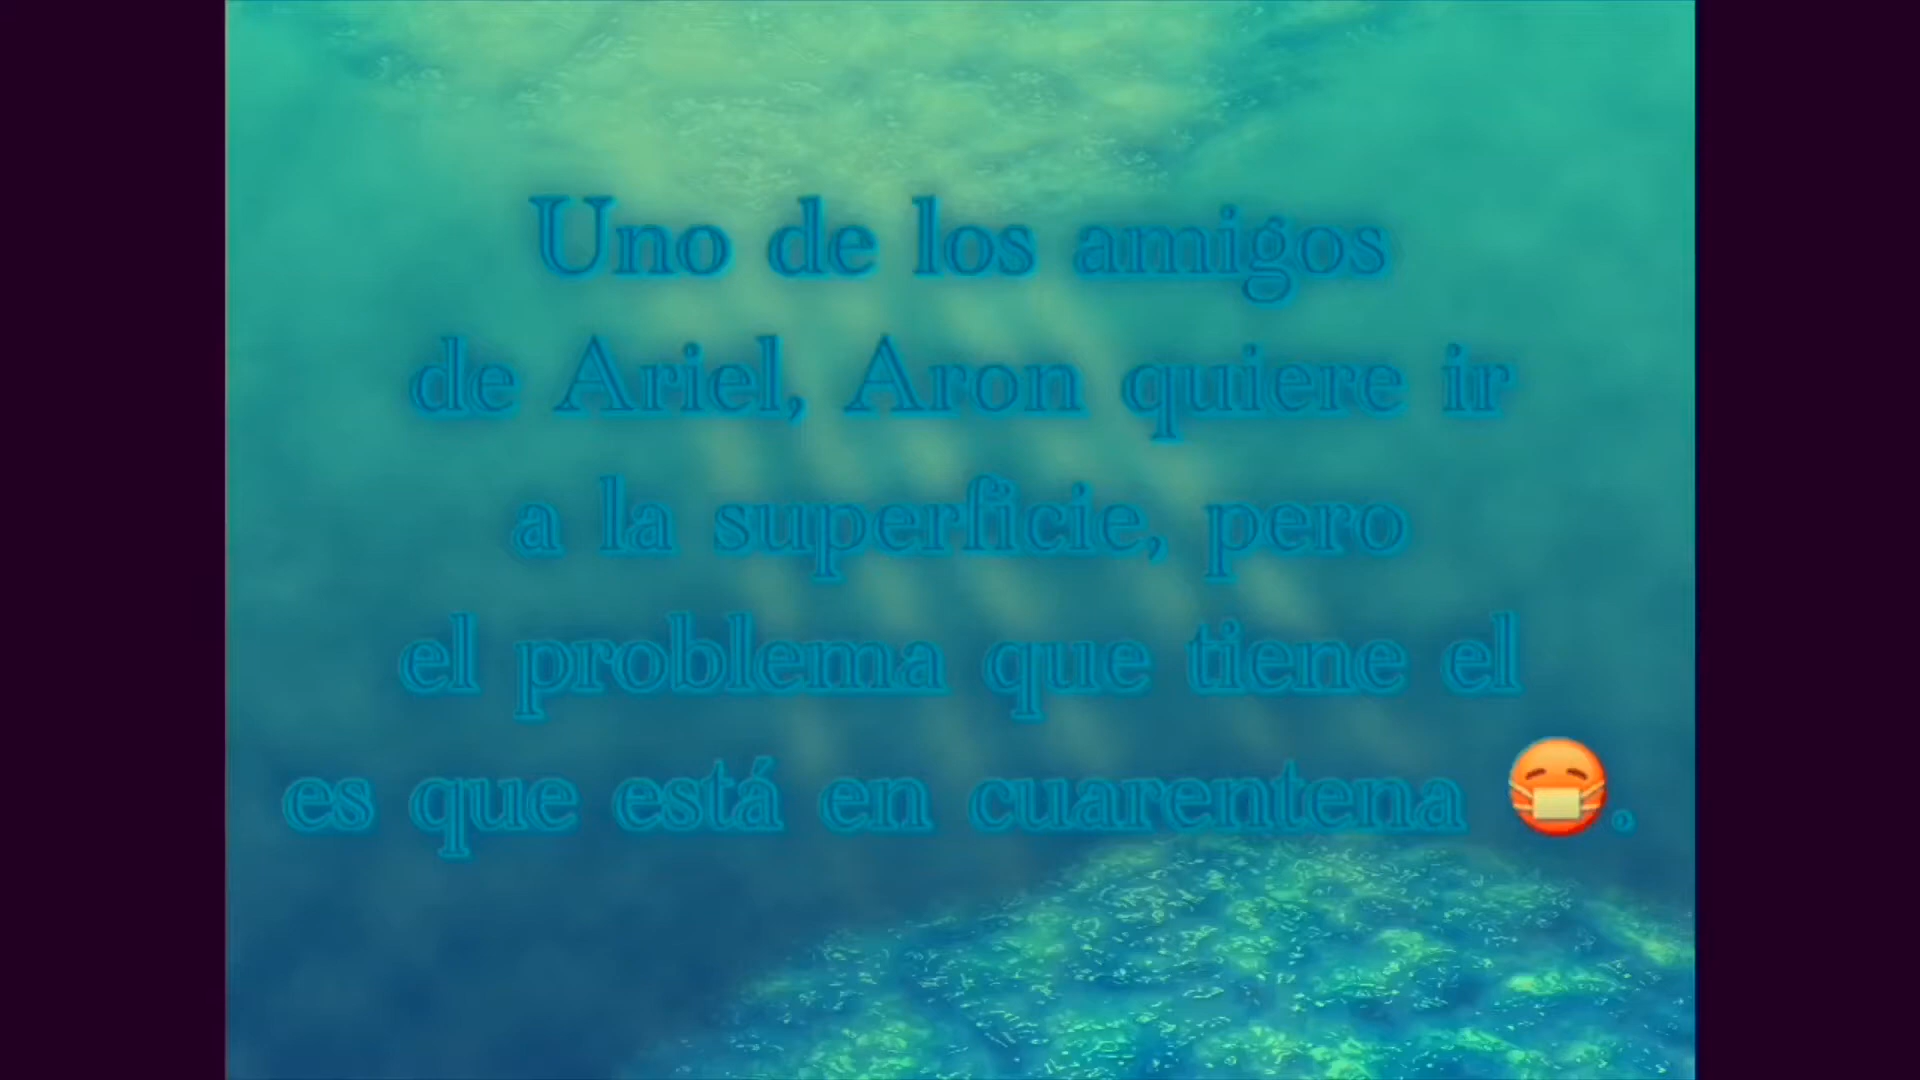 Uno de los amigos
de Ariel, Aron quiere ir
a la superficie, pero
el problema que tiene el
es que está en cuarentena 😷.